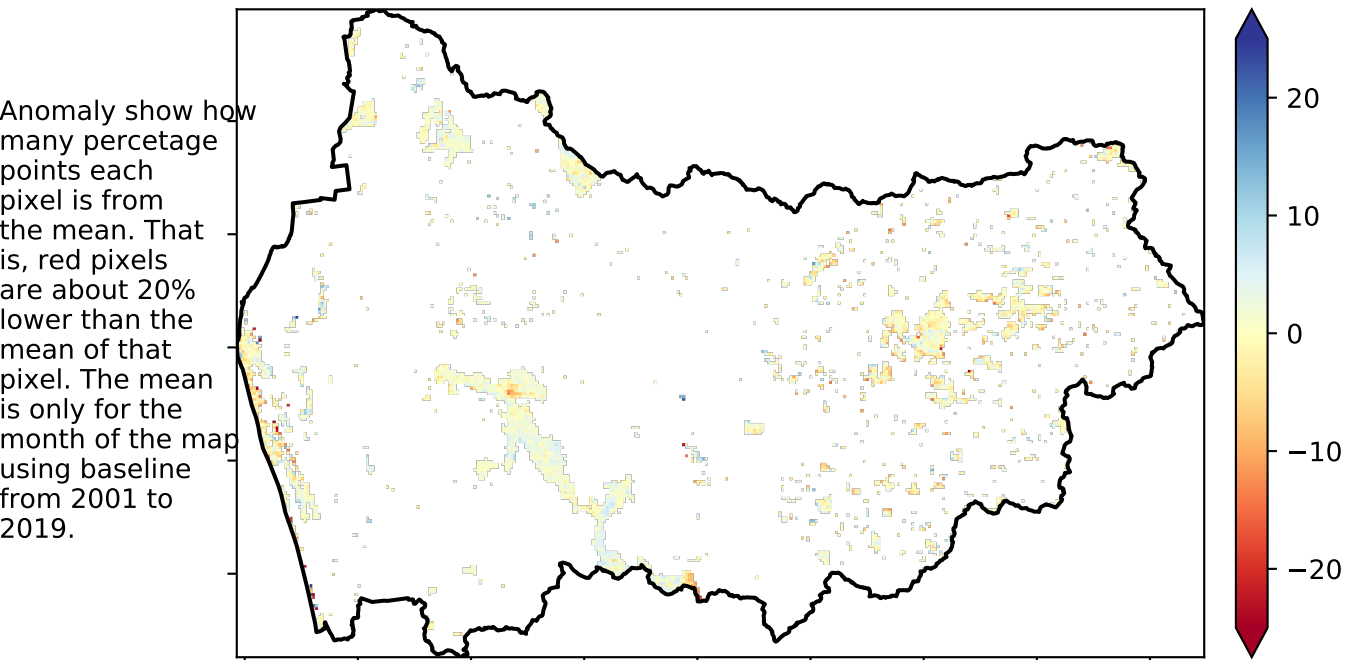 Anomaly show how
many percetage
points each
pixel is from
the mean. That
is, red pixels
are about 20%
lower than the
mean of that
pixel. The mean
is only for the
month of the map
using baseline
from 2001 to
2019.
20
10
0
−10
−20